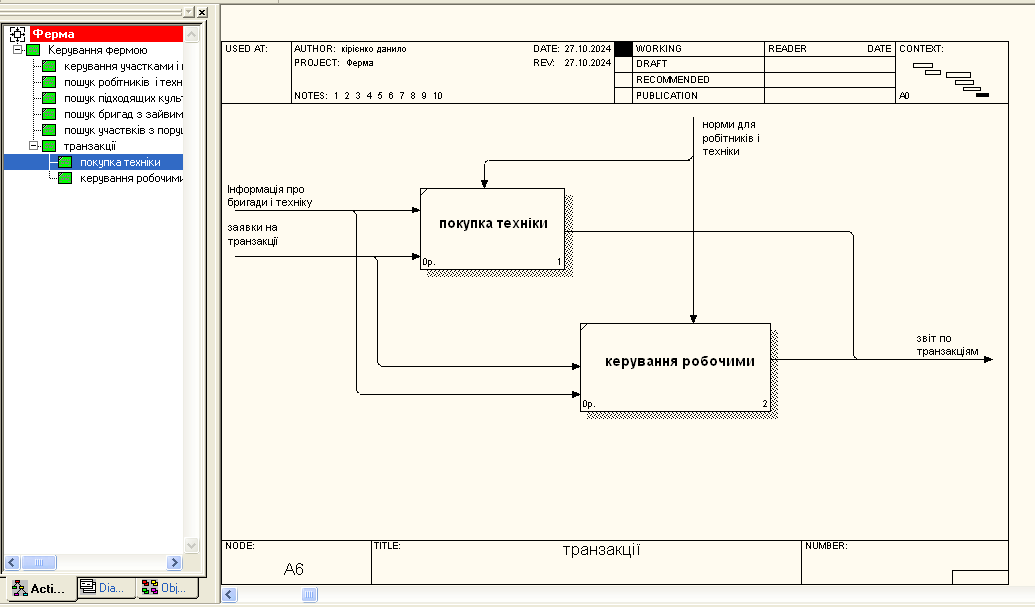 Ферма
Керування фермою
керування участками і
пошук робітників і техн
пошук підходящих куль
пошук бригад з зайвим
пошук участвків з пору
транзакції
покупка техніки
керування робочими
Acti...
Dia...
Obj...
USED AT:
AUTHOR: кірієнко данило
DATE: 27.10.2024
PROJECT: Ферма
REV: 27.10.2024
NOTES: 1 2 3 4 5 6 7 8 9 10
WORKING
DRAFT
RECOMMENDED
PUBLICATION
READER
DATE
CONTEXT:
A0
норми для
робітників і
техніки
Інформація про
бригади і техніку
заявки на
транзакції
покупка техніки
0р.
1
керування робочими
0р.
2
звіт по
транзакціям
NODE:
A6
TITLE:
транзакції
NUMBER: